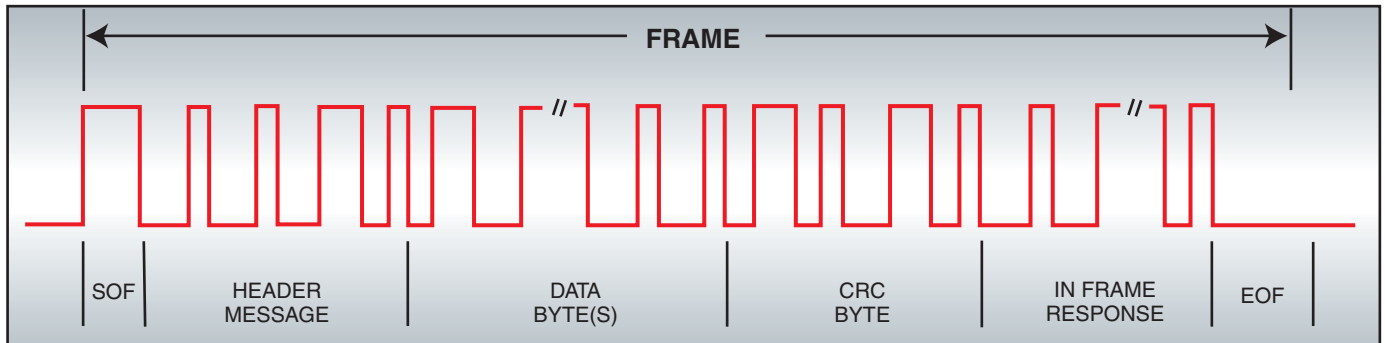 FRAME
//
//
SOF
HEADER
MESSAGE
DATA
BYTE(S)
CRC
BYTE
IN FRAME
RESPONSE
EOF